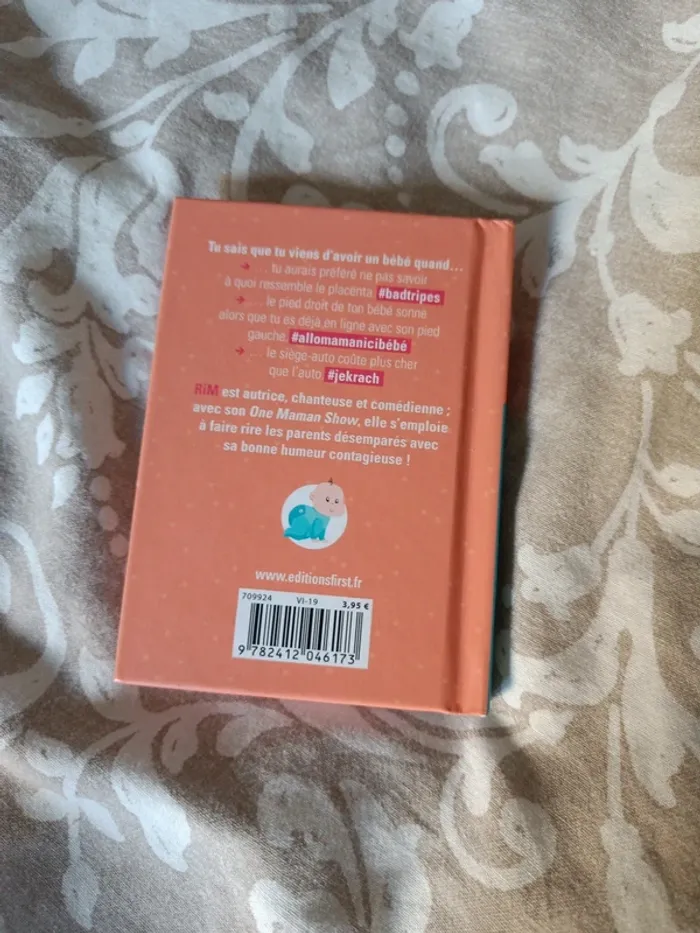 Tu sais que tu viens d'avoir un bébé quand...
→ ... tu aurais préféré ne pas savoir
à quoi ressemble le placenta. #badtripes
→ ... le pied droit de ton bébé sonne
alors que tu es déjà en ligne avec son pied
gauche. #allomamanicibébé
→ ... le siège-auto coûte plus cher
que l'auto. #jekrach
RiM est autrice, chanteuse et comédienne ;
avec son One Maman Show, elle s'emploie
à faire rire les parents désemparés avec
sa bonne humeur contagieuse !
www.editionsfirst.fr
709924 VI-19 3,95 €
9 782412 046173